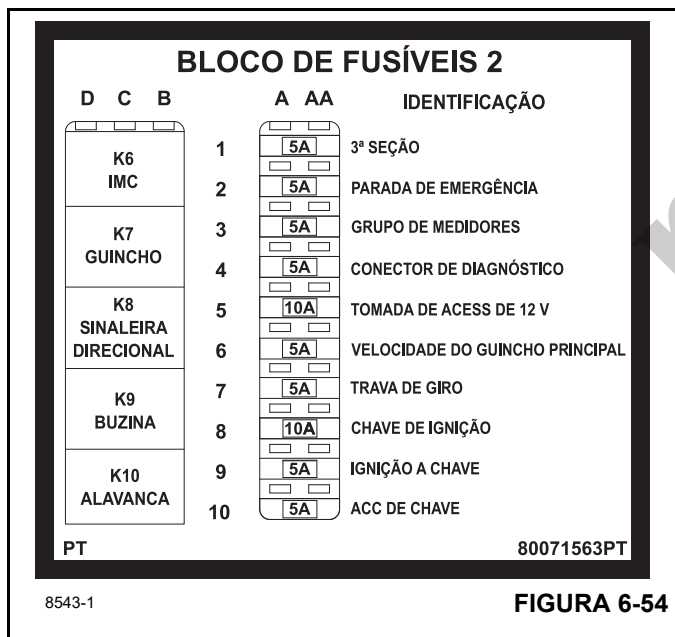 BLOCO DE FUSÍVEIS 2
D C B A AA IDENTIFICAÇÃO
K6
IMC
K7
GUINCHO
K8
SINALEIRA
DIRECIONAL
K9
BUZINA
K10
ALAVANCA
1 5A 3ª SEÇÃO
2 5A PARADA DE EMERGÊNCIA
3 5A GRUPO DE MEDIDORES
4 5A CONECTOR DE DIAGNÓSTICO
5 10A TOMADA DE ACESS DE 12 V
6 5A VELOCIDADE DO GUINCHO PRINCIPAL
7 5A TRAVA DE GIRO
8 10A CHAVE DE IGNIÇÃO
9 5A IGNIÇÃO A CHAVE
10 5A ACC DE CHAVE
PT 80071563PT
8543-1 FIGURA 6-54